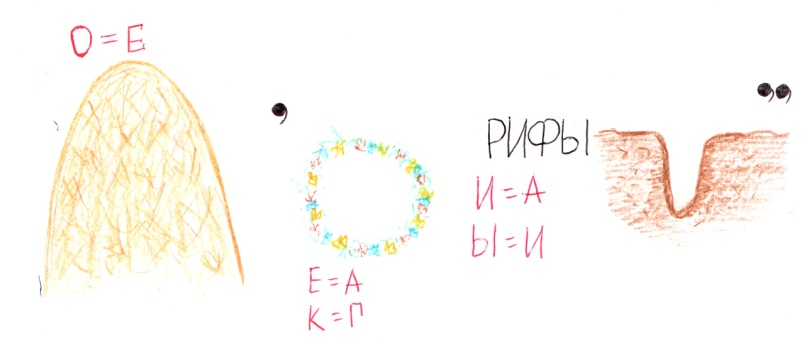 О=Е
,
Е=А
К=Г
РИФЫ
И=А
Ы=И
,,